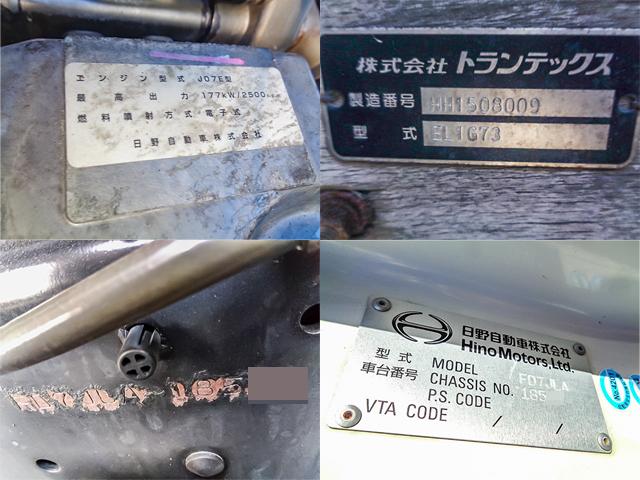 エンジン型式 J07E型
最高出力 177kW/2500
燃料噴射方式 電子式
日野自動車株式会社
株式会社 トランテックス
製造番号 HH1508009
型式 EL1G73
日野自動車株式会社
Hino Motors, Ltd.
型式 MODEL FD7JLA
車台番号 CHASSIS NO. 185
P.S. CODE
VTA CODE / /